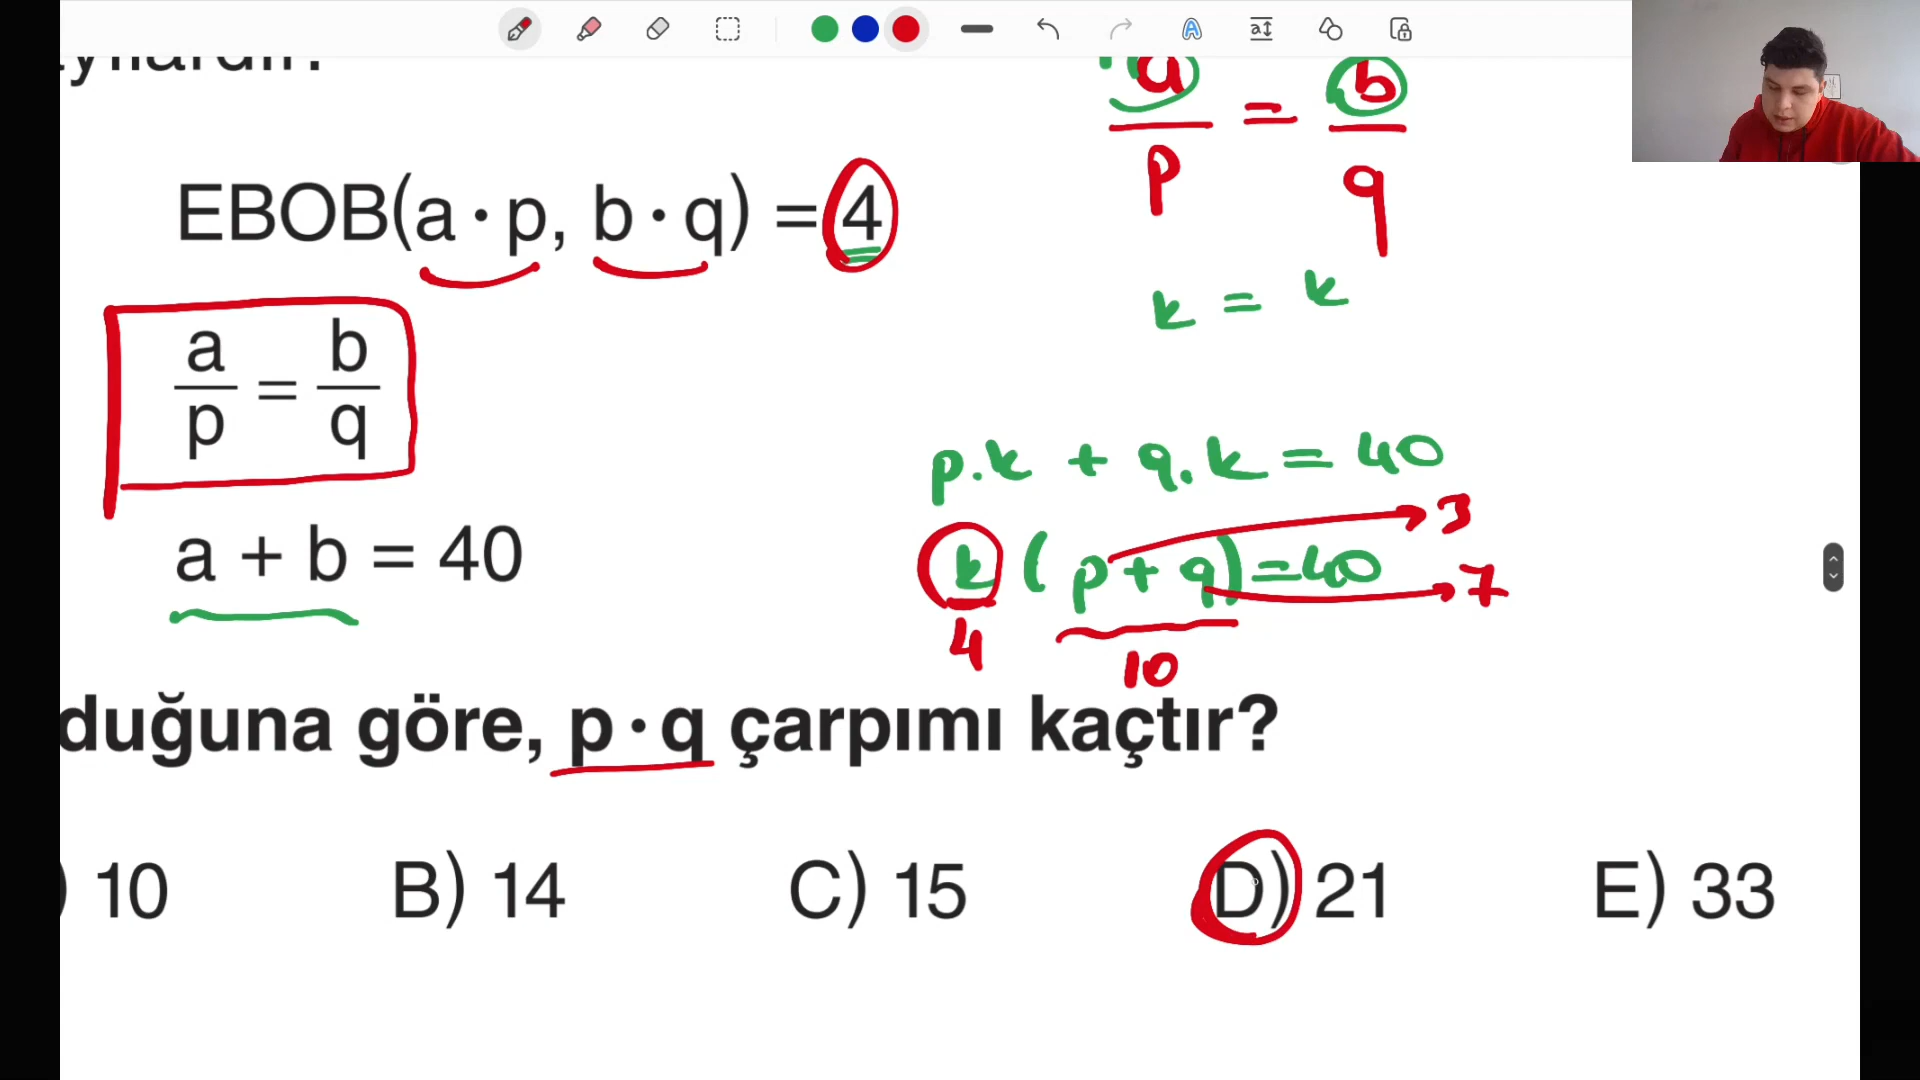 a/p = b/q
EBOB(a · p, b · q) = 4
k = k
a/p = b/q
p.k + q.k = 40
3
a + b = 40
k (p + q) = 40
7
4
10
duğuna göre, p · q çarpımı kaçtır?
) 10 B) 14 C) 15 D) 21 E) 33